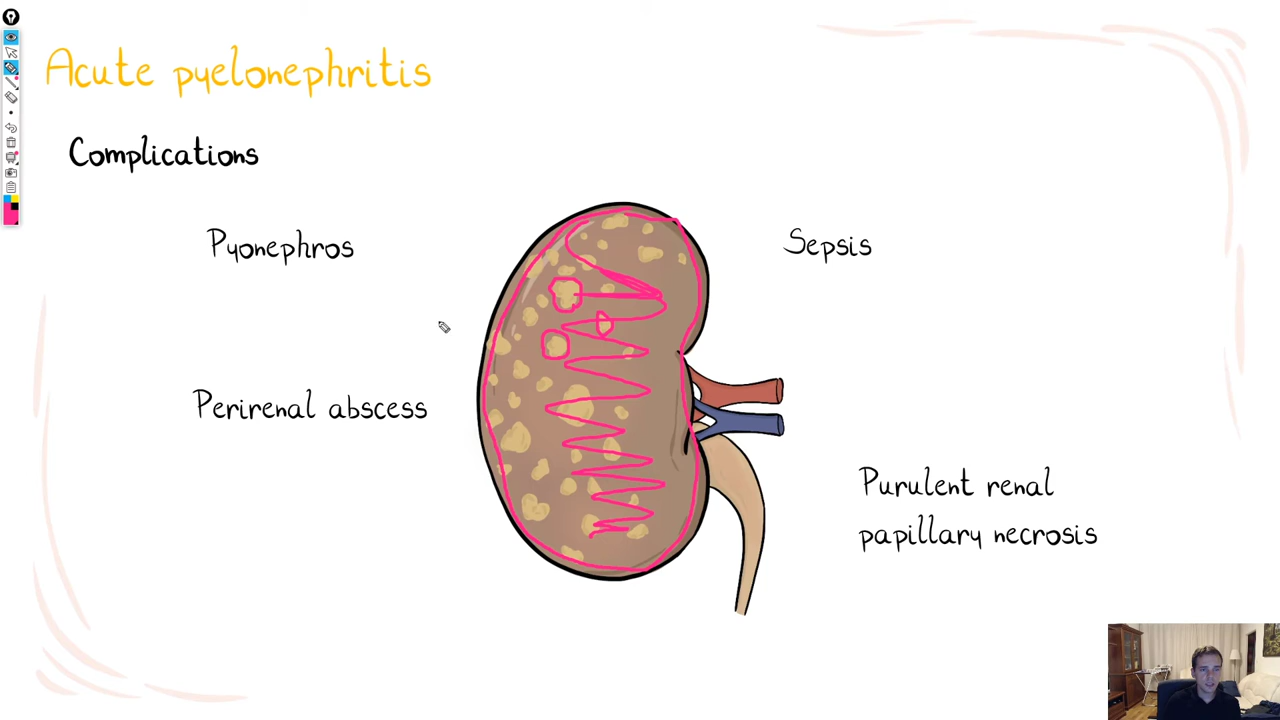 Acute pyelonephritis
Complications
Pyonephros
Sepsis
Perirenal abscess
Purulent renal
papillary necrosis